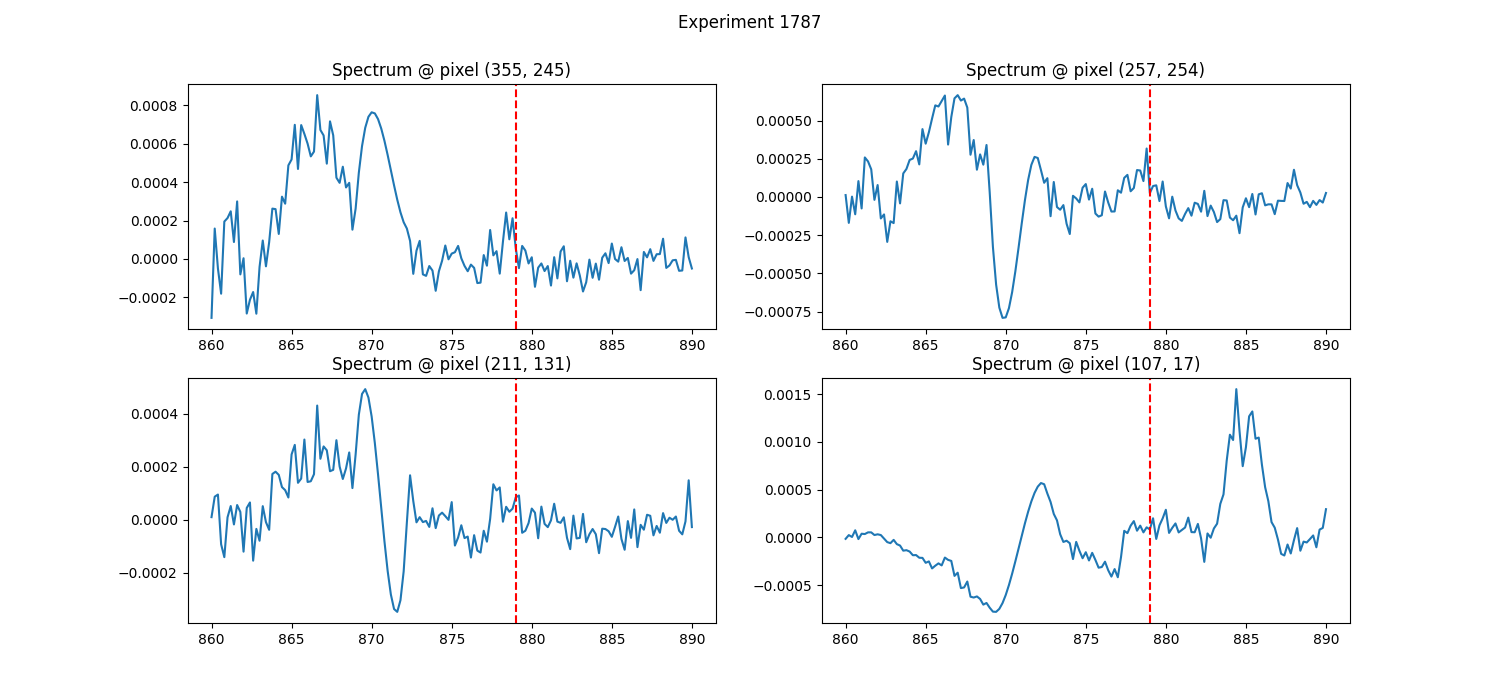 Experiment 1787
Spectrum @ pixel (355, 245)
0.0008
0.0006
0.0004
0.0002
0.0000
−0.0002
860 865 870 875 880 885 890
Spectrum @ pixel (257, 254)
0.00050
0.00025
0.00000
−0.00025
−0.00050
−0.00075
860 865 870 875 880 885 890
Spectrum @ pixel (211, 131)
0.0004
0.0002
0.0000
−0.0002
860 865 870 875 880 885 890
Spectrum @ pixel (107, 17)
0.0015
0.0010
0.0005
0.0000
−0.0005
860 865 870 875 880 885 890